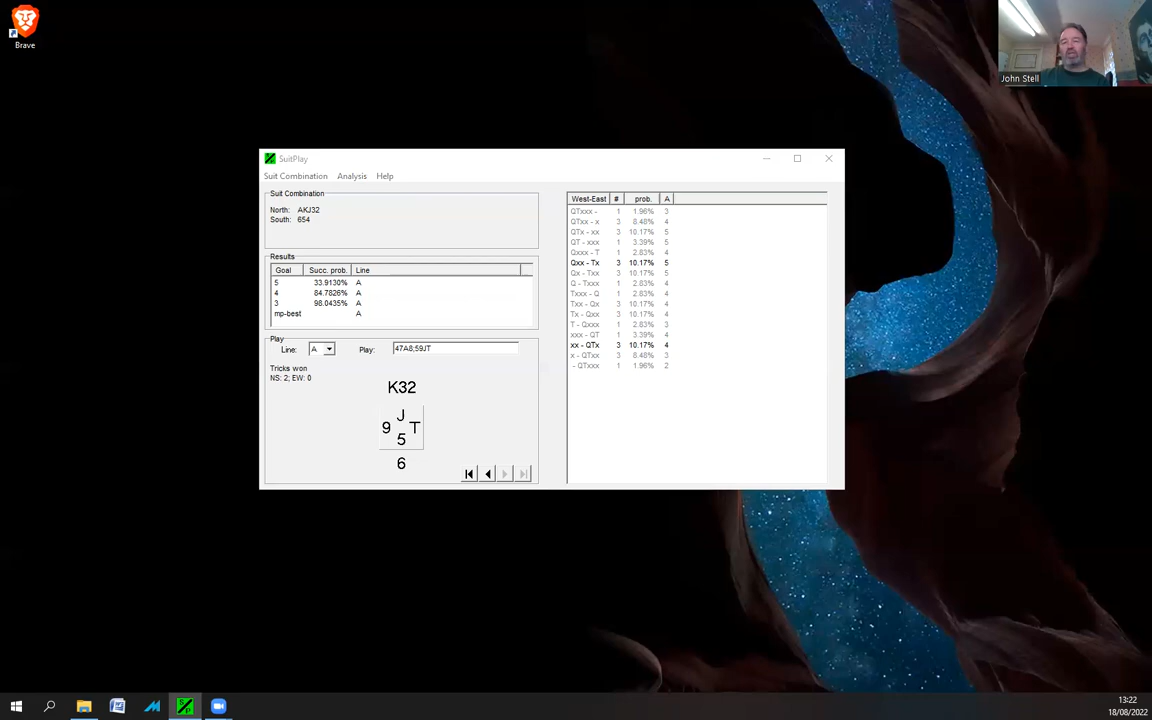 Brave
John Stell
SuitPlay
Suit Combination Analysis Help
Suit Combination
North: AKJ32
South: 654
Results
Goal Succ. prob. Line
5 33.9130% A
4 84.7826% A
3 98.0435% A
mp-best A
Play
Line: A Play: 47A8;59JT
Tricks won
NS: 2; EW: 0
K32
J
9 T
5
6
West-East # prob. A
QTxxx - 1 1.96% 3
QTxx - x 3 8.48% 4
QTx - xx 3 10.17% 5
QT - xxx 1 3.39% 5
Qxxx - T 1 2.83% 4
Qxx - Tx 3 10.17% 5
Qx - Txx 3 10.17% 5
Q - Txxx 1 2.83% 4
Txxx - Q 1 2.83% 4
Txx - Qx 3 10.17% 4
Tx - Qxx 3 10.17% 4
T - Qxxx 1 2.83% 3
xxx - QT 1 3.39% 4
xx - QTx 3 10.17% 4
x - QTxx 3 8.48% 3
- QTxxx 1 1.96% 2
13:22
18/08/2022